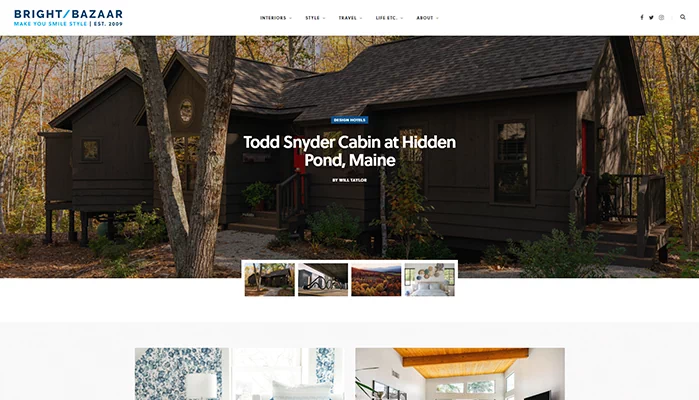 BRIGHT/BAZAAR
MAKE YOU SMILE STYLE | EST. 2009
INTERIORS
STYLE
TRAVEL
LIFE ETC.
ABOUT
DESIGN HOTELS
Todd Snyder Cabin at Hidden
Pond, Maine
BY WILL TAYLOR